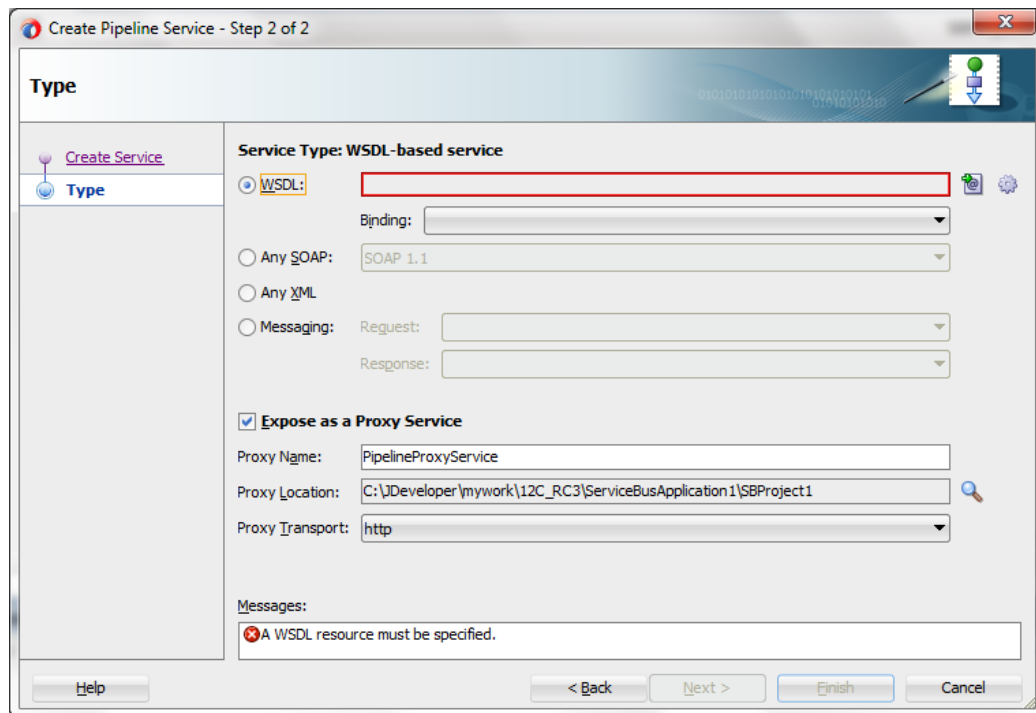 Create Pipeline Service - Step 2 of 2
Type
010101010101010101010101
01010101010
Create Service
Type
Service Type: WSDL-based service
WSDL:
Binding:
Any SOAP: SOAP 1.1
Any XML
Messaging: Request:
Response:
Expose as a Proxy Service
Proxy Name: PipelineProxyService
Proxy Location: C:\JDeveloper\mywork\12C_RC3\ServiceBusApplication1\SBProject1
Proxy Transport: http
Messages:
A WSDL resource must be specified.
Help < Back Next > Finish Cancel